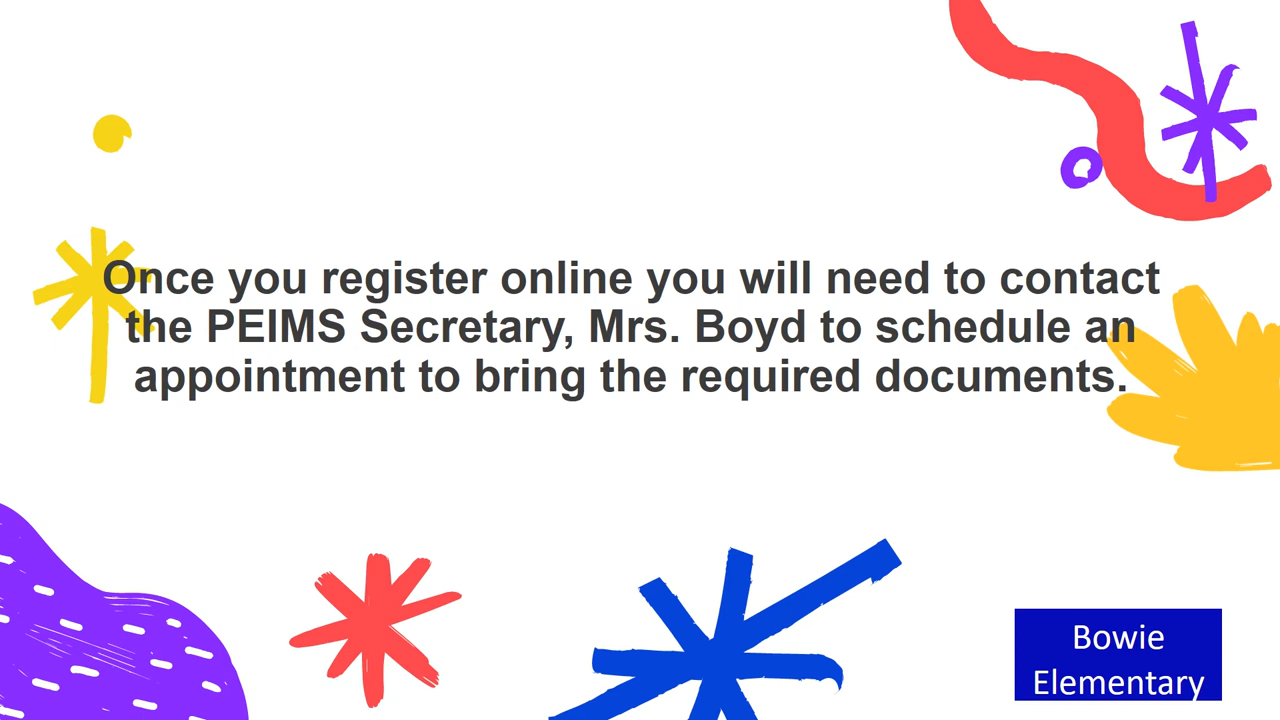 Once you register online you will need to contact
the PEIMS Secretary, Mrs. Boyd to schedule an
appointment to bring the required documents.
Bowie
Elementary